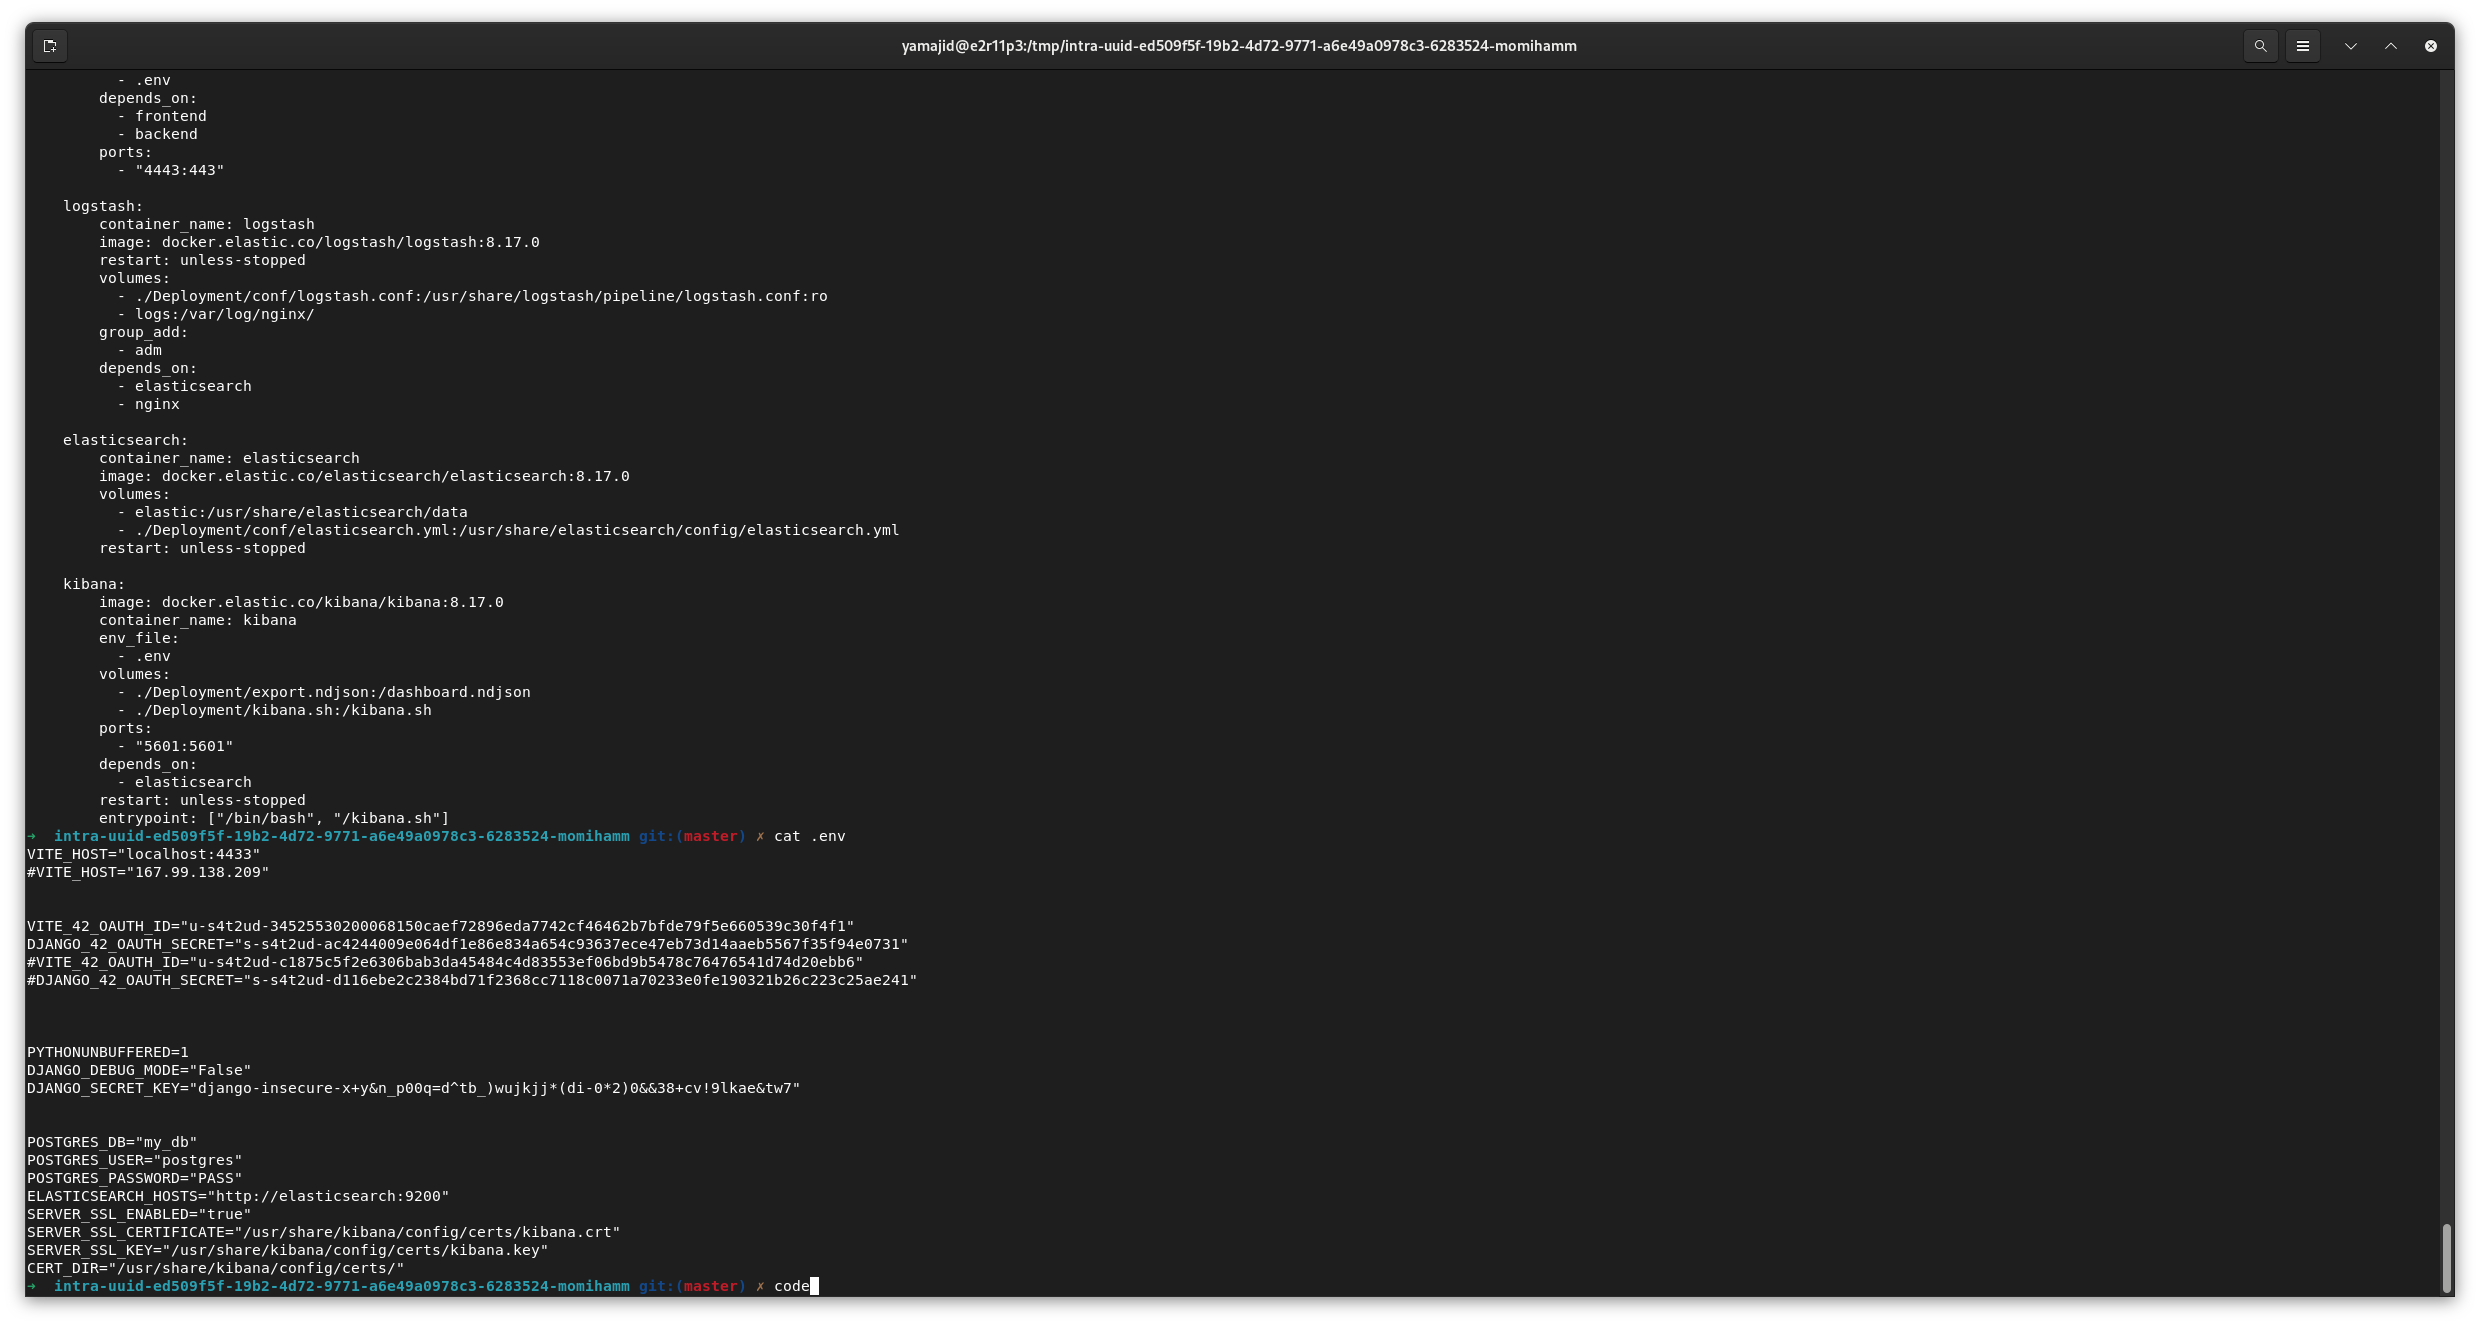 yamajid@e2r11p3:/tmp/intra-uuid-ed509f5f-19b2-4d72-9771-a6e49a0978c3-6283524-momihamm
          - .env
        depends_on:
          - frontend
          - backend
        ports:
          - "4443:443"

    logstash:
        container_name: logstash
        image: docker.elastic.co/logstash/logstash:8.17.0
        restart: unless-stopped
        volumes:
          - ./Deployment/conf/logstash.conf:/usr/share/logstash/pipeline/logstash.conf:ro
          - logs:/var/log/nginx/
        group_add:
          - adm
        depends_on:
          - elasticsearch
          - nginx

    elasticsearch:
        container_name: elasticsearch
        image: docker.elastic.co/elasticsearch/elasticsearch:8.17.0
        volumes:
          - elastic:/usr/share/elasticsearch/data
          - ./Deployment/conf/elasticsearch.yml:/usr/share/elasticsearch/config/elasticsearch.yml
        restart: unless-stopped

    kibana:
        image: docker.elastic.co/kibana/kibana:8.17.0
        container_name: kibana
        env_file:
          - .env
        volumes:
          - ./Deployment/export.ndjson:/dashboard.ndjson
          - ./Deployment/kibana.sh:/kibana.sh
        ports:
          - "5601:5601"
        depends_on:
          - elasticsearch
        restart: unless-stopped
        entrypoint: ["/bin/bash", "/kibana.sh"]
➜  intra-uuid-ed509f5f-19b2-4d72-9771-a6e49a0978c3-6283524-momihamm git:(master) ✗ cat .env
VITE_HOST="localhost:4433"
#VITE_HOST="167.99.138.209"

VITE_42_OAUTH_ID="u-s4t2ud-34525530200068150caef72896eda7742cf46462b7bfde79f5e660539c30f4f1"
DJANGO_42_OAUTH_SECRET="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"
#VITE_42_OAUTH_ID="u-s4t2ud-c1875c5f2e6306bab3da45484c4d83553ef06bd9b5478c76476541d74d20ebb6"
#DJANGO_42_OAUTH_SECRET="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"

PYTHONUNBUFFERED=1
DJANGO_DEBUG_MODE="False"
DJANGO_SECRET_KEY="django-insecure-x+y&n_p00q=d^tb_)wujkjj*(di-0*2)0&&38+cv!9lkae&tw7"

POSTGRES_DB="my_db"
POSTGRES_USER="postgres"
POSTGRES_PASSWORD="PASS"
ELASTICSEARCH_HOSTS="http://elasticsearch:9200"
SERVER_SSL_ENABLED="true"
SERVER_SSL_CERTIFICATE="/usr/share/kibana/config/certs/kibana.crt"
SERVER_SSL_KEY="/usr/share/kibana/config/certs/kibana.key"
CERT_DIR="/usr/share/kibana/config/certs/"
➜  intra-uuid-ed509f5f-19b2-4d72-9771-a6e49a0978c3-6283524-momihamm git:(master) ✗ code